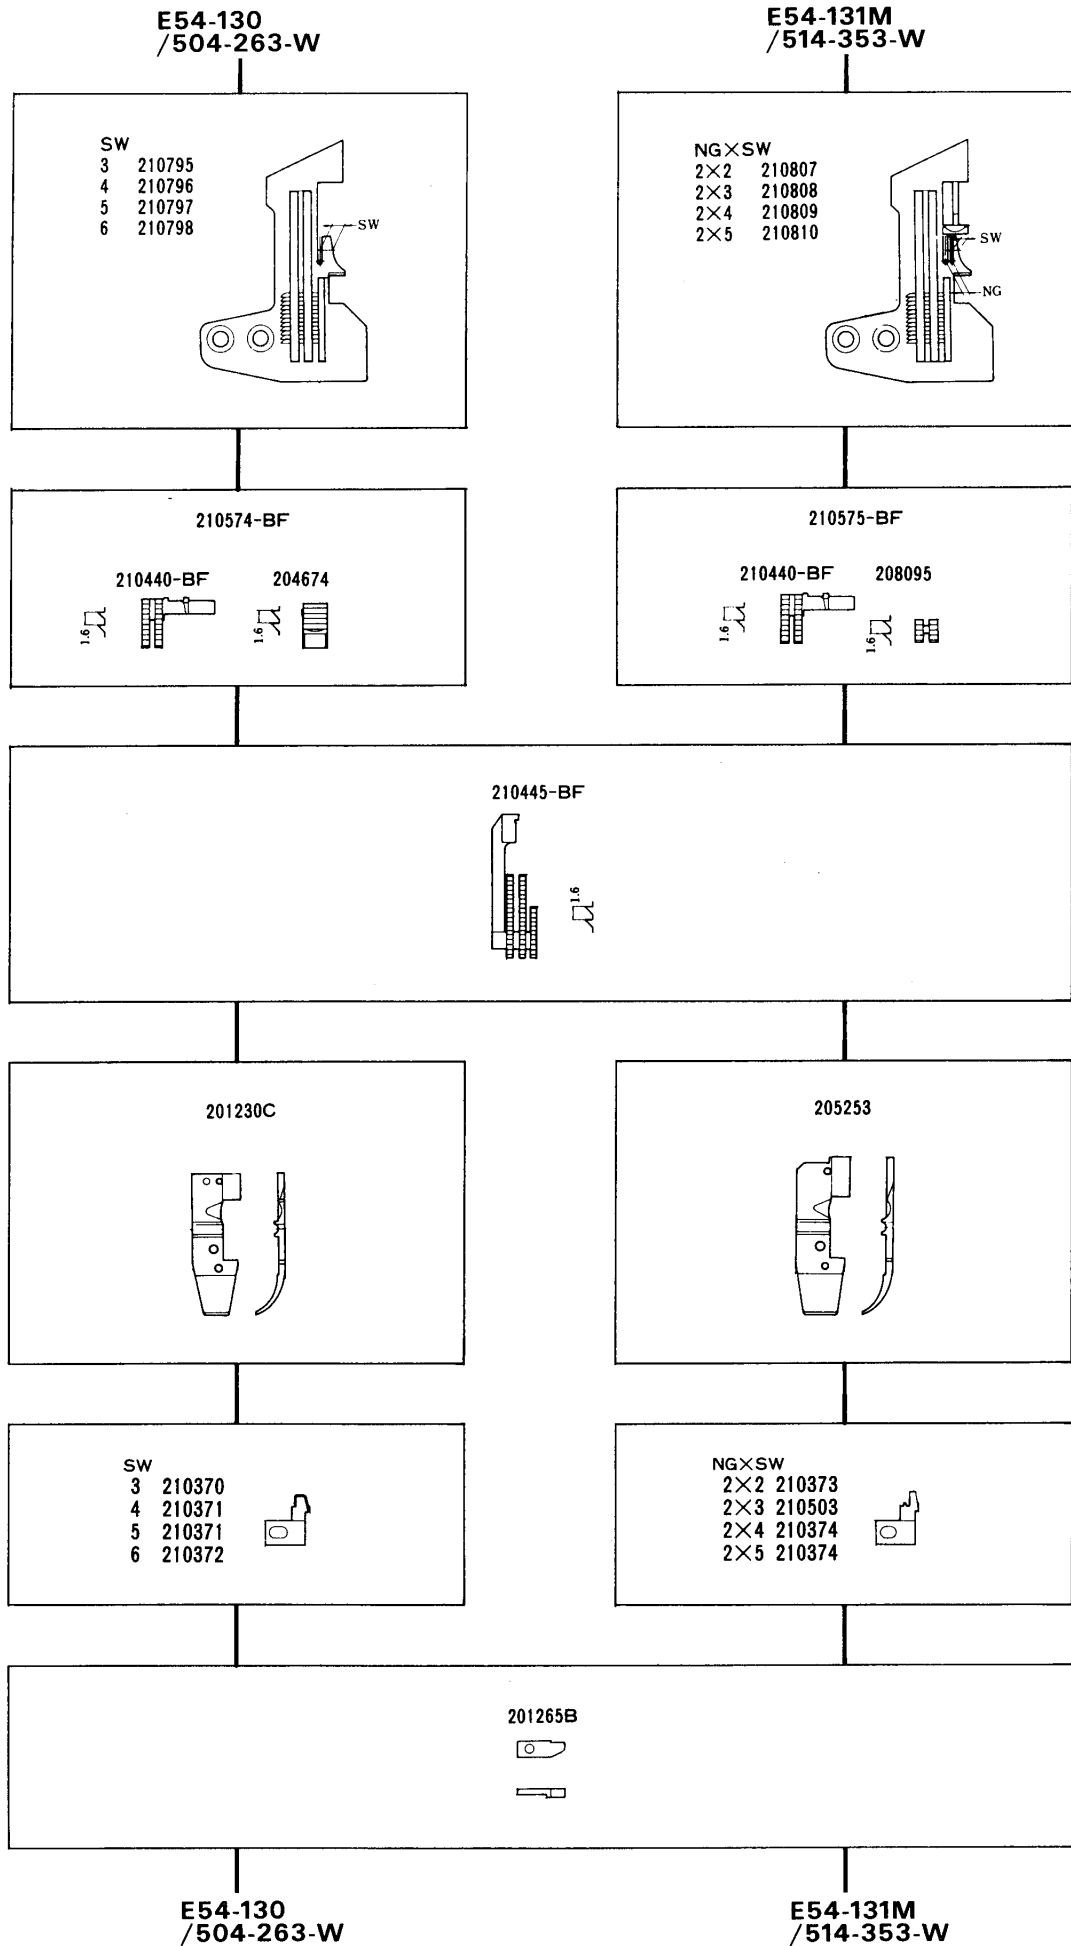 E54-130
/504-263-W
E54-131M
/514-353-W
SW
3 210795
4 210796
5 210797
6 210798
SW
NG×SW
2×2 210807
2×3 210808
2×4 210809
2×5 210810
SW
NG
210574-BF
210440-BF 204674
1.6
1.6
210575-BF
210440-BF 208095
1.6
1.6
210445-BF
1.6
201230C
205253
SW
3 210370
4 210371
5 210371
6 210372
NG×SW
2×2 210373
2×3 210503
2×4 210374
2×5 210374
201265B
E54-130
/504-263-W
E54-131M
/514-353-W